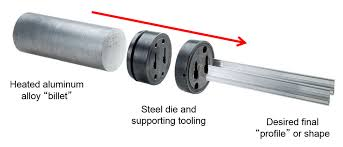 Heated aluminum
alloy “billet”
Steel die and
supporting tooling
Desired final
“profile” or shape